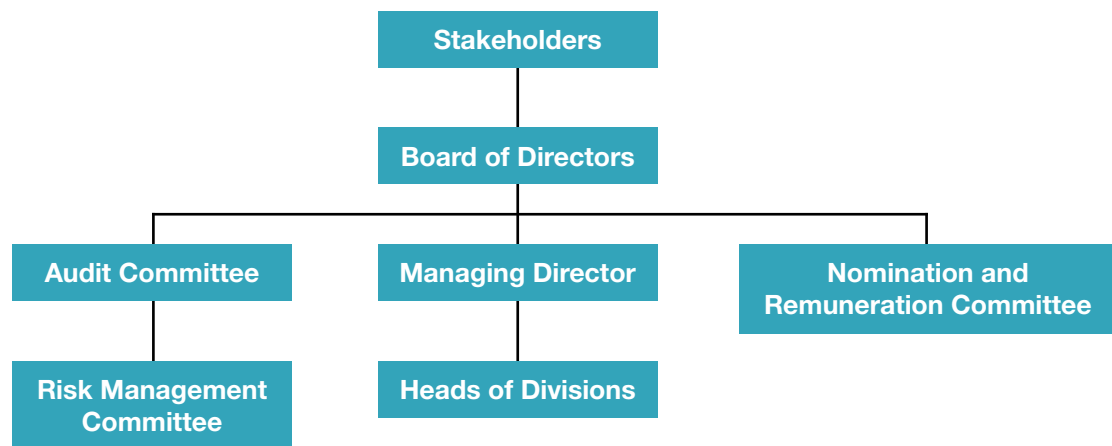 Stakeholders
Board of Directors
Audit Committee
Managing Director
Nomination and
Remuneration Committee
Risk Management
Committee
Heads of Divisions